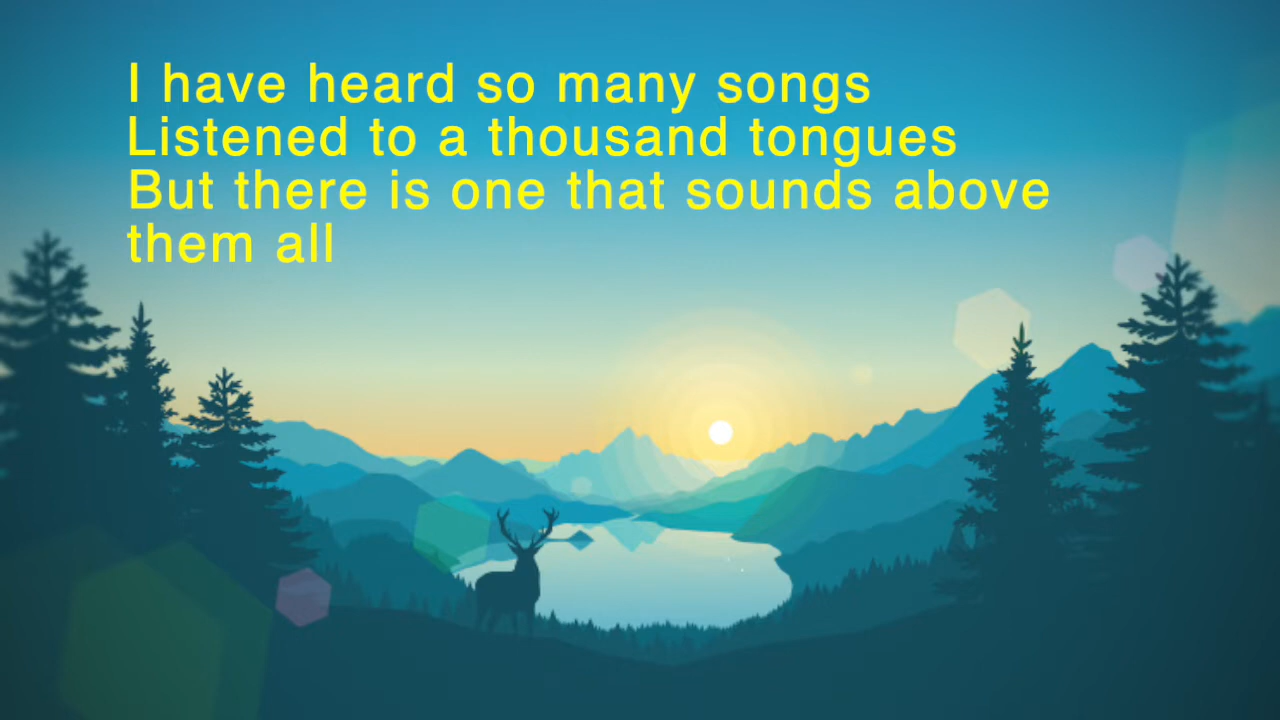 I have heard so many songs
Listened to a thousand tongues
But there is one that sounds above
them all